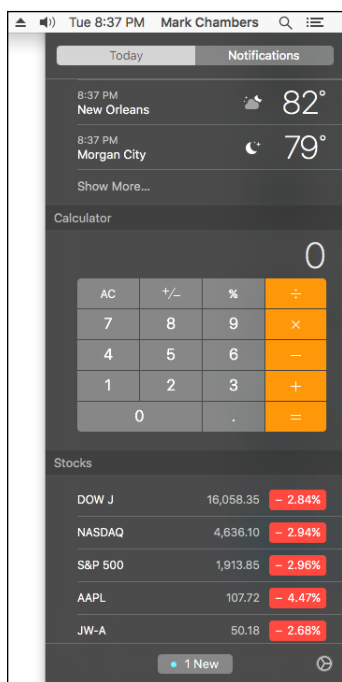 Tue 8:37 PM Mark Chambers
Today Notifications
8:37 PM
New Orleans 82°
8:37 PM
Morgan City 79°
Show More...
Calculator
0
AC +/− % ÷
7 8 9 ×
4 5 6 −
1 2 3 +
0 . =
Stocks
DOW J 16,058.35 − 2.84%
NASDAQ 4,636.10 − 2.94%
S&P 500 1,913.85 − 2.96%
AAPL 107.72 − 4.47%
JW-A 50.18 − 2.68%
1 New